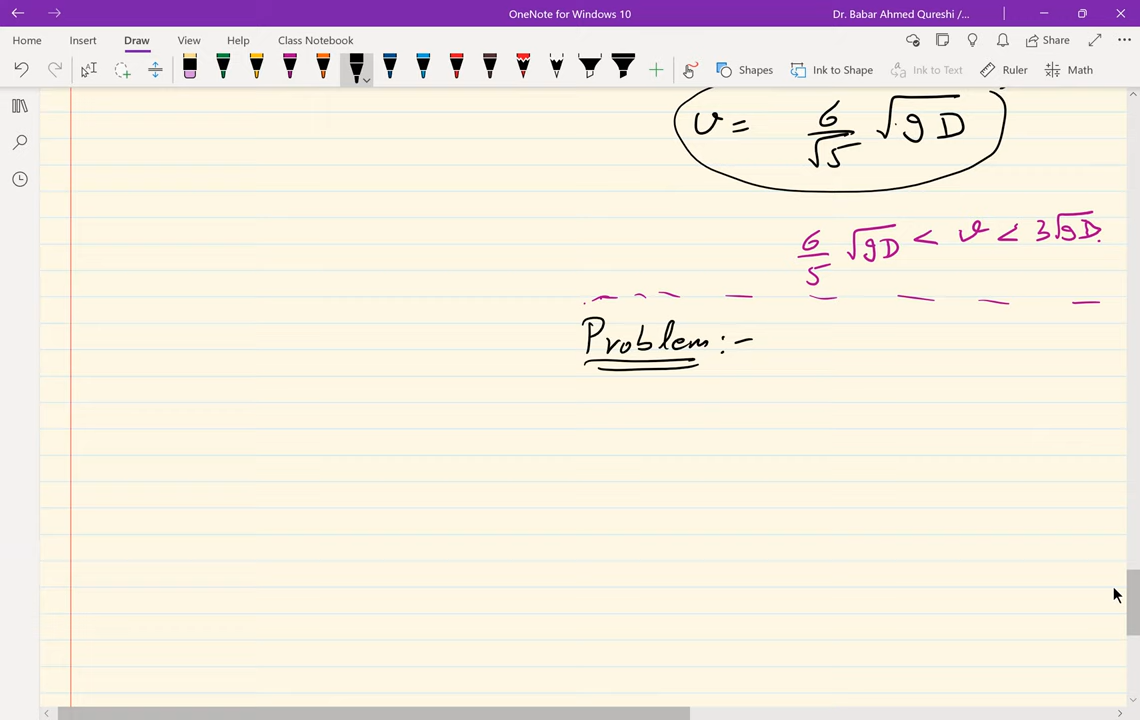 OneNote for Windows 10
Dr. Babar Ahmed Qureshi /...
Home Insert Draw View Help Class Notebook
Share
Shapes Ink to Shape Ink to Text Ruler Math
v = 6/√5 √gD
6/5 √gD < v < 3√gD.
Problem :-